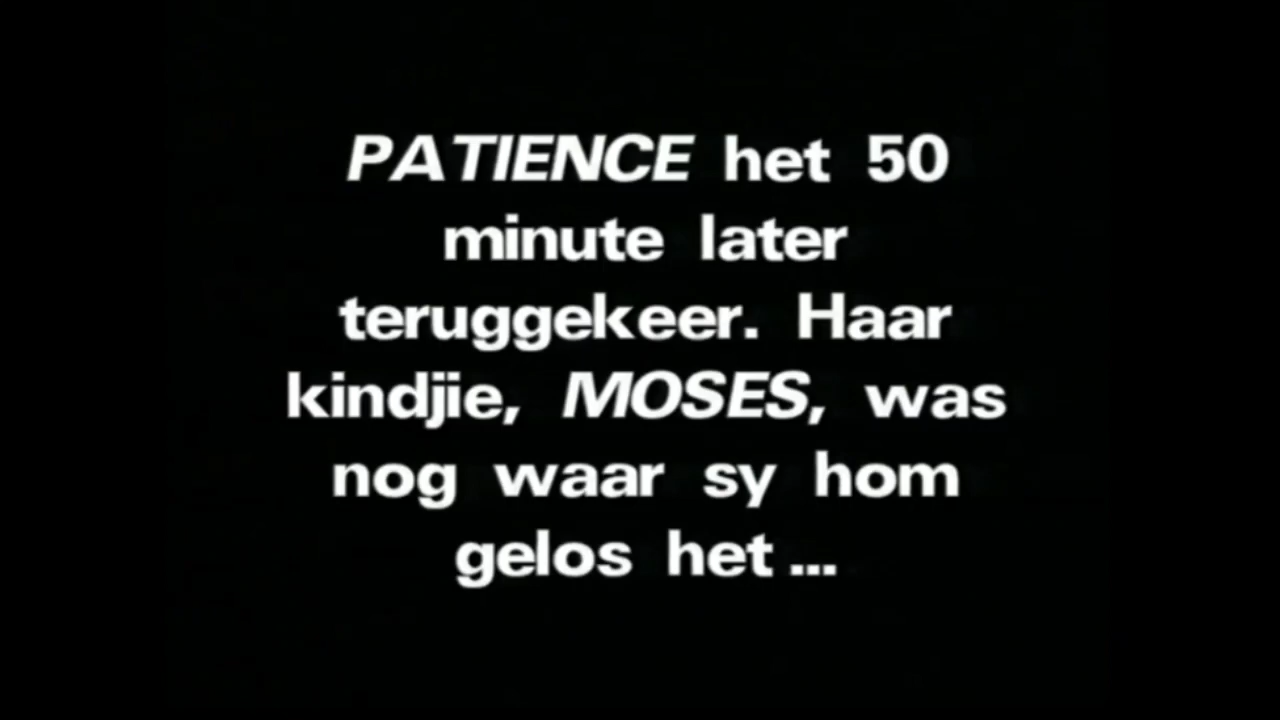 PATIENCE het 50
minute later
teruggekeer. Haar
kindjie, MOSES, was
nog waar sy hom
gelos het...